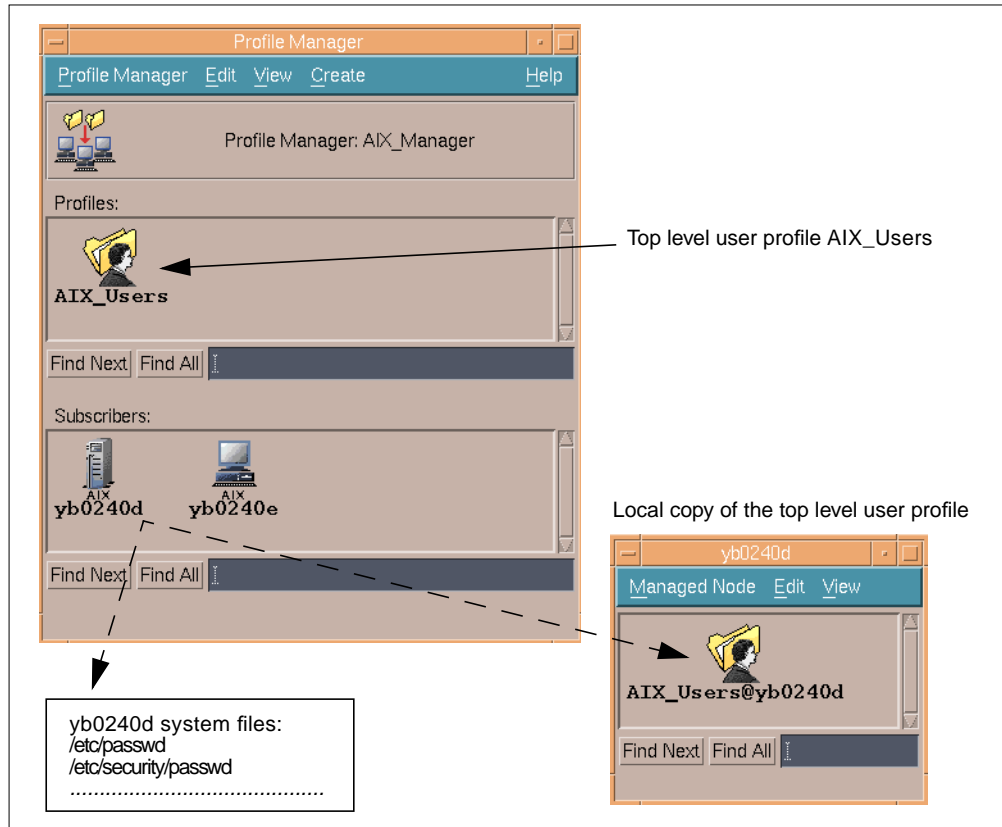 Profile Manager
Profile Manager Edit View Create Help
Profile Manager: AIX_Manager
Profiles:
Top level user profile AIX_Users
AIX_Users
Find Next Find All
Subscribers:
AIX AIX
yb0240d yb0240e
Local copy of the top level user profile
Find Next Find All
yb0240d
Managed Node Edit View
AIX_Users@yb0240d
Find Next Find All
yb0240d system files:
/etc/passwd
/etc/security/passwd
...........................................